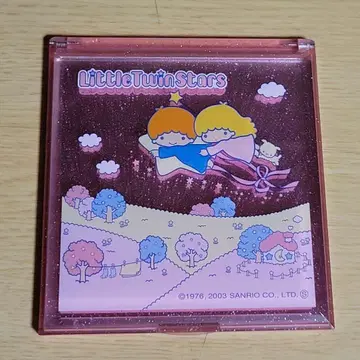 LittleTwinStars
©1976, 2003 SANRIO CO., LTD. Ⓢ